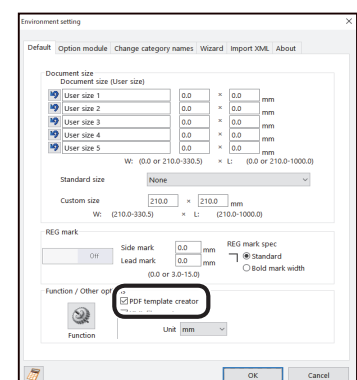 Environment setting
Default Option module Change category names Wizard Import XML About
Document size
Document size (User size)
User size 1 0.0 × 0.0 mm
User size 2 0.0 × 0.0 mm
User size 3 0.0 × 0.0 mm
User size 4 0.0 × 0.0 mm
User size 5 0.0 × 0.0 mm
W: (0.0 or 210.0-330.5) × L: (0.0 or 210.0-1000.0)
Standard size None
Custom size 210.0 × 210.0 mm
W: (210.0-330.5) × L: (210.0-1000.0)
REG mark
Off
Side mark 0.0 mm
Lead mark 0.0 mm
(0.0 or 3.0-15.0)
REG mark spec
Standard
Bold mark width
Function / Other opt
PDF template creator
Function
Unit mm
OK Cancel